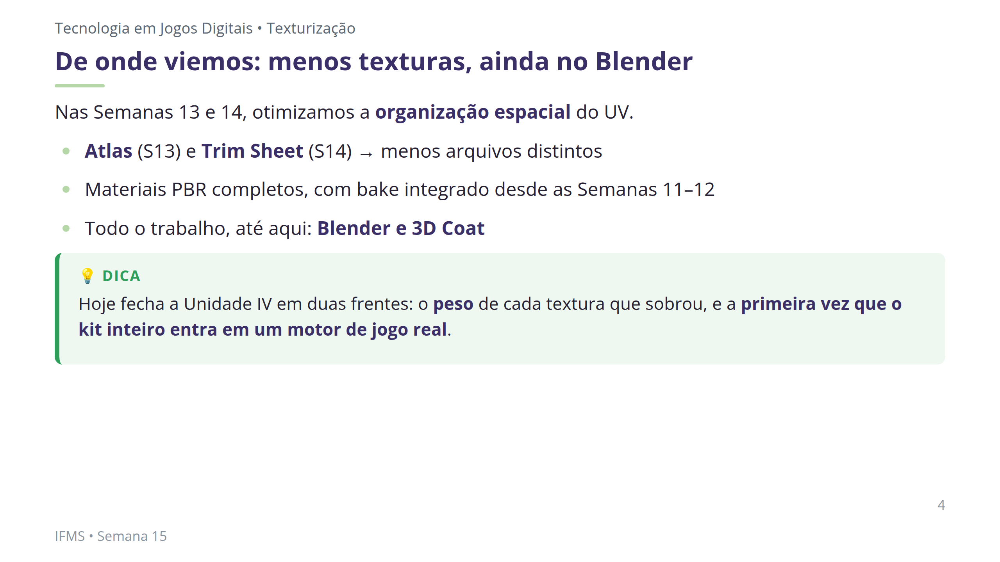 Tecnologia em Jogos Digitais • Texturização
De onde viemos: menos texturas, ainda no Blender
Nas Semanas 13 e 14, otimizamos a organização espacial do UV.
• Atlas (S13) e Trim Sheet (S14) → menos arquivos distintos
• Materiais PBR completos, com bake integrado desde as Semanas 11–12
• Todo o trabalho, até aqui: Blender e 3D Coat
💡 DICA
Hoje fecha a Unidade IV em duas frentes: o peso de cada textura que sobrou, e a primeira vez que o
kit inteiro entra em um motor de jogo real.
4
IFMS • Semana 15